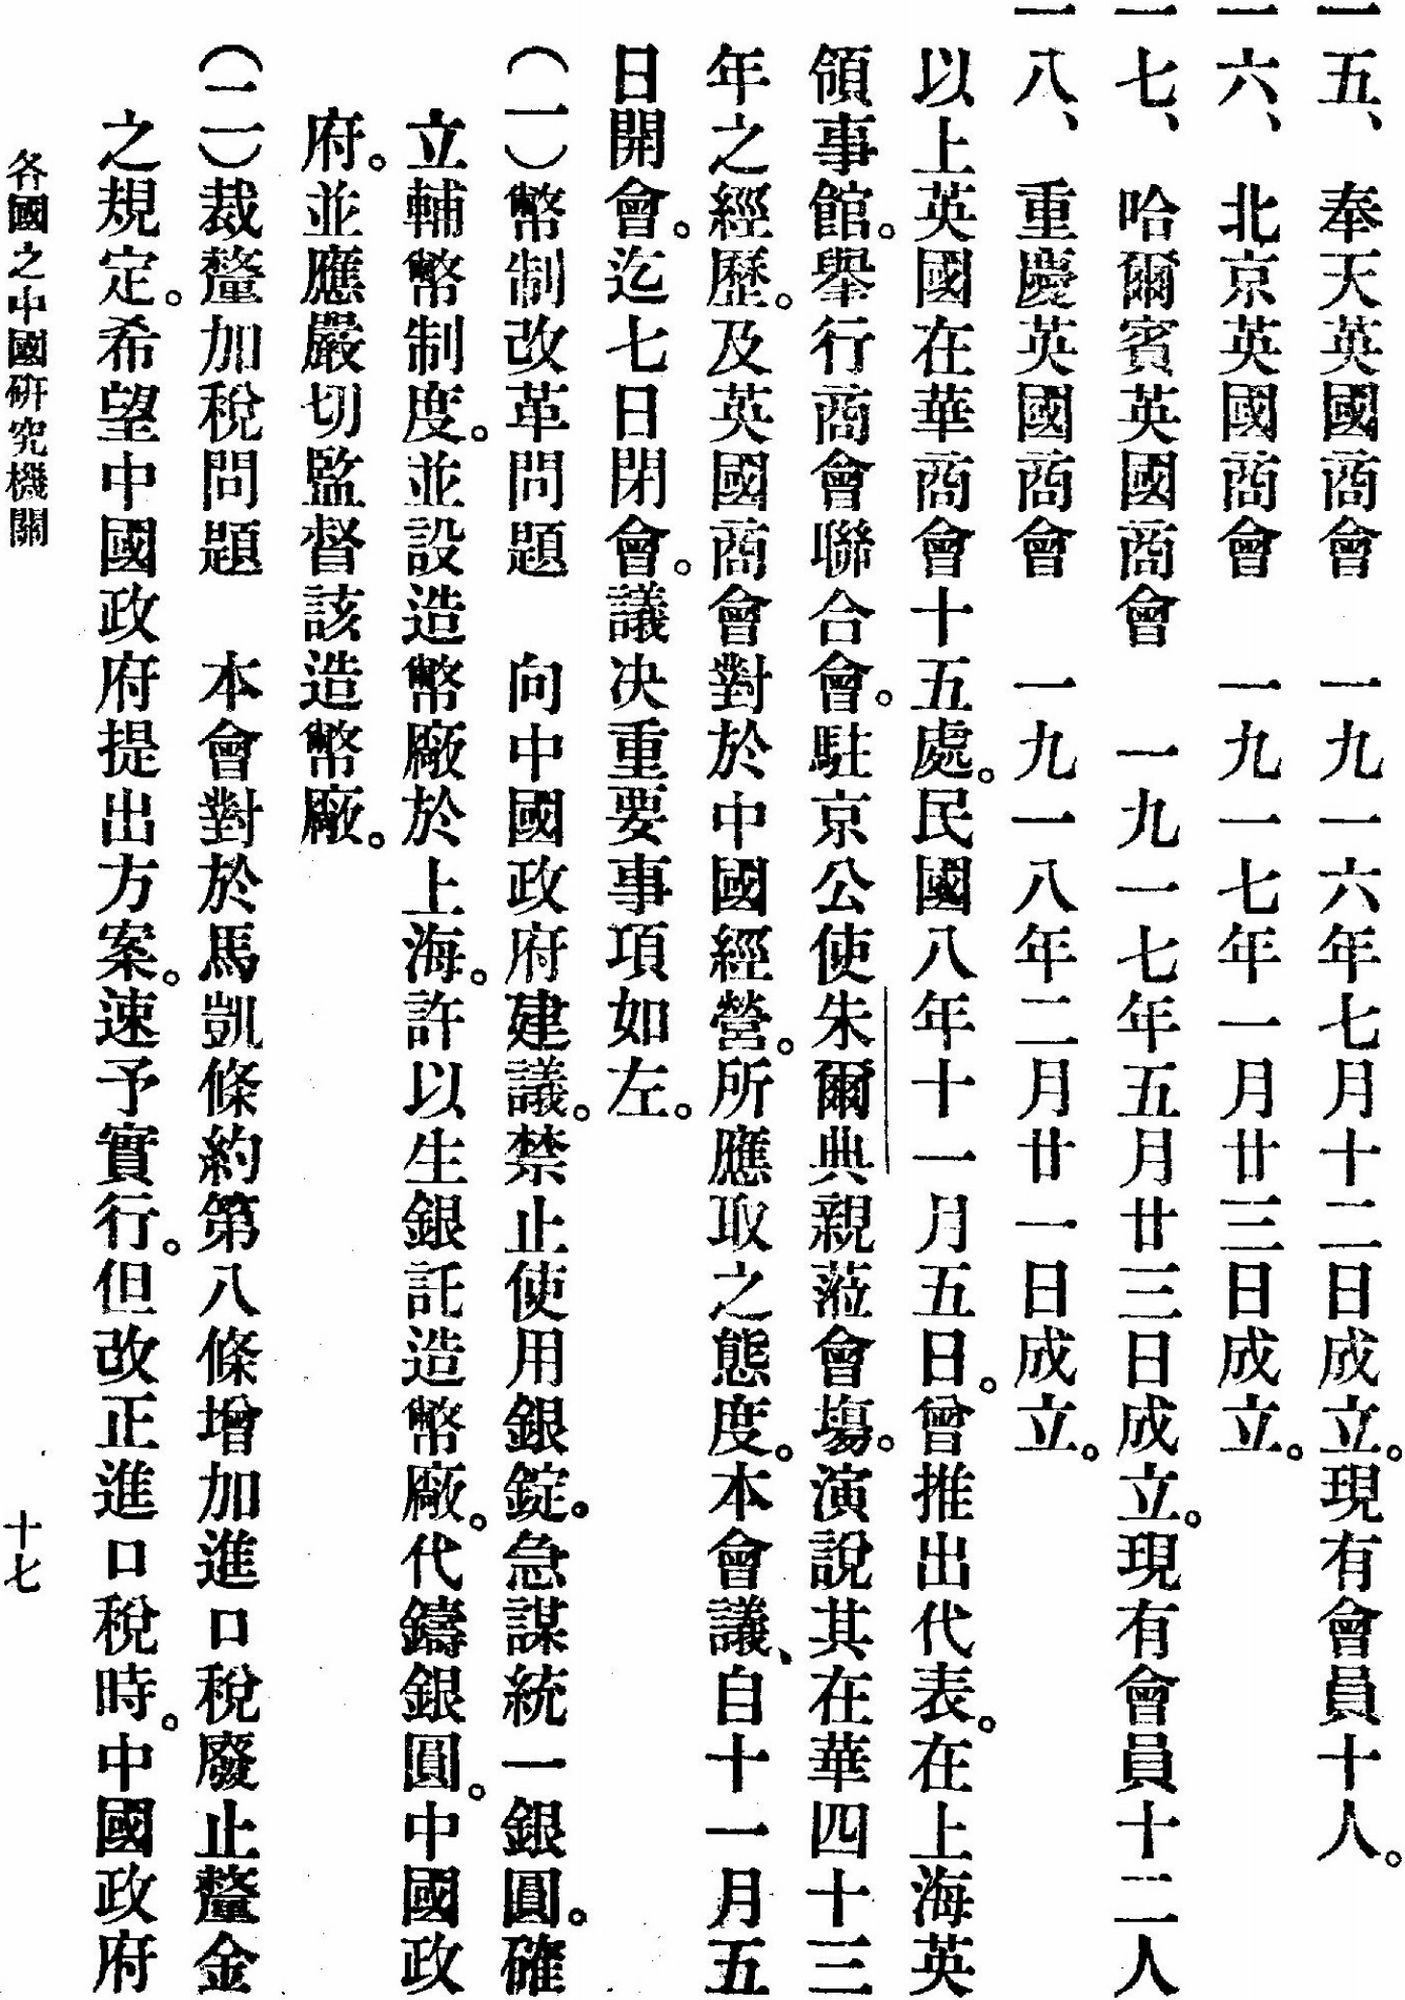 一五、奉天英國商會　一九一六年七月十二日成立。現有會員十人。
一六、北京英國商會　一九一七年一月廿三日成立。
一七、哈爾賓英國商會　一九一七年五月廿三日成立。現有會員十二人
一八、重慶英國商會　一九一八年二月廿一日成立。
以上英國在華商會十五處。民國八年十一月五日。曾推出代表。在上海英
領事館。舉行商會聯合會。駐京公使朱爾典親蒞會塲。演說其在華四十三
年之經歷。及英國商會對於中國經營。所應取之態度。本會議、自十一月五
日開會。迄七日閉會。議决重要事項如左。
（一）幣制改革問題　向中國政府建議。禁止使用銀錠。急謀統一銀圓。確
立輔幣制度。並設造幣廠於上海。許以生銀託造幣廠。代鑄銀圓。中國政
府。並應嚴切監督該造幣廠。
（二）裁釐加稅問題　本會對於馬凱條約第八條增加進口稅廢止釐金
之規定。希望中國政府提出方案。速予實行。但改正進口稅時。中國政府
各國之中國研究機關　十七